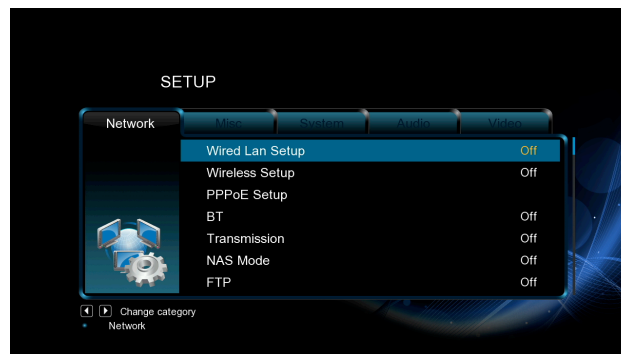 SETUP
Network Misc System Audio Video
Wired Lan Setup Off
Wireless Setup Off
PPPoE Setup
BT Off
Transmission Off
NAS Mode Off
FTP Off
Change category
Network